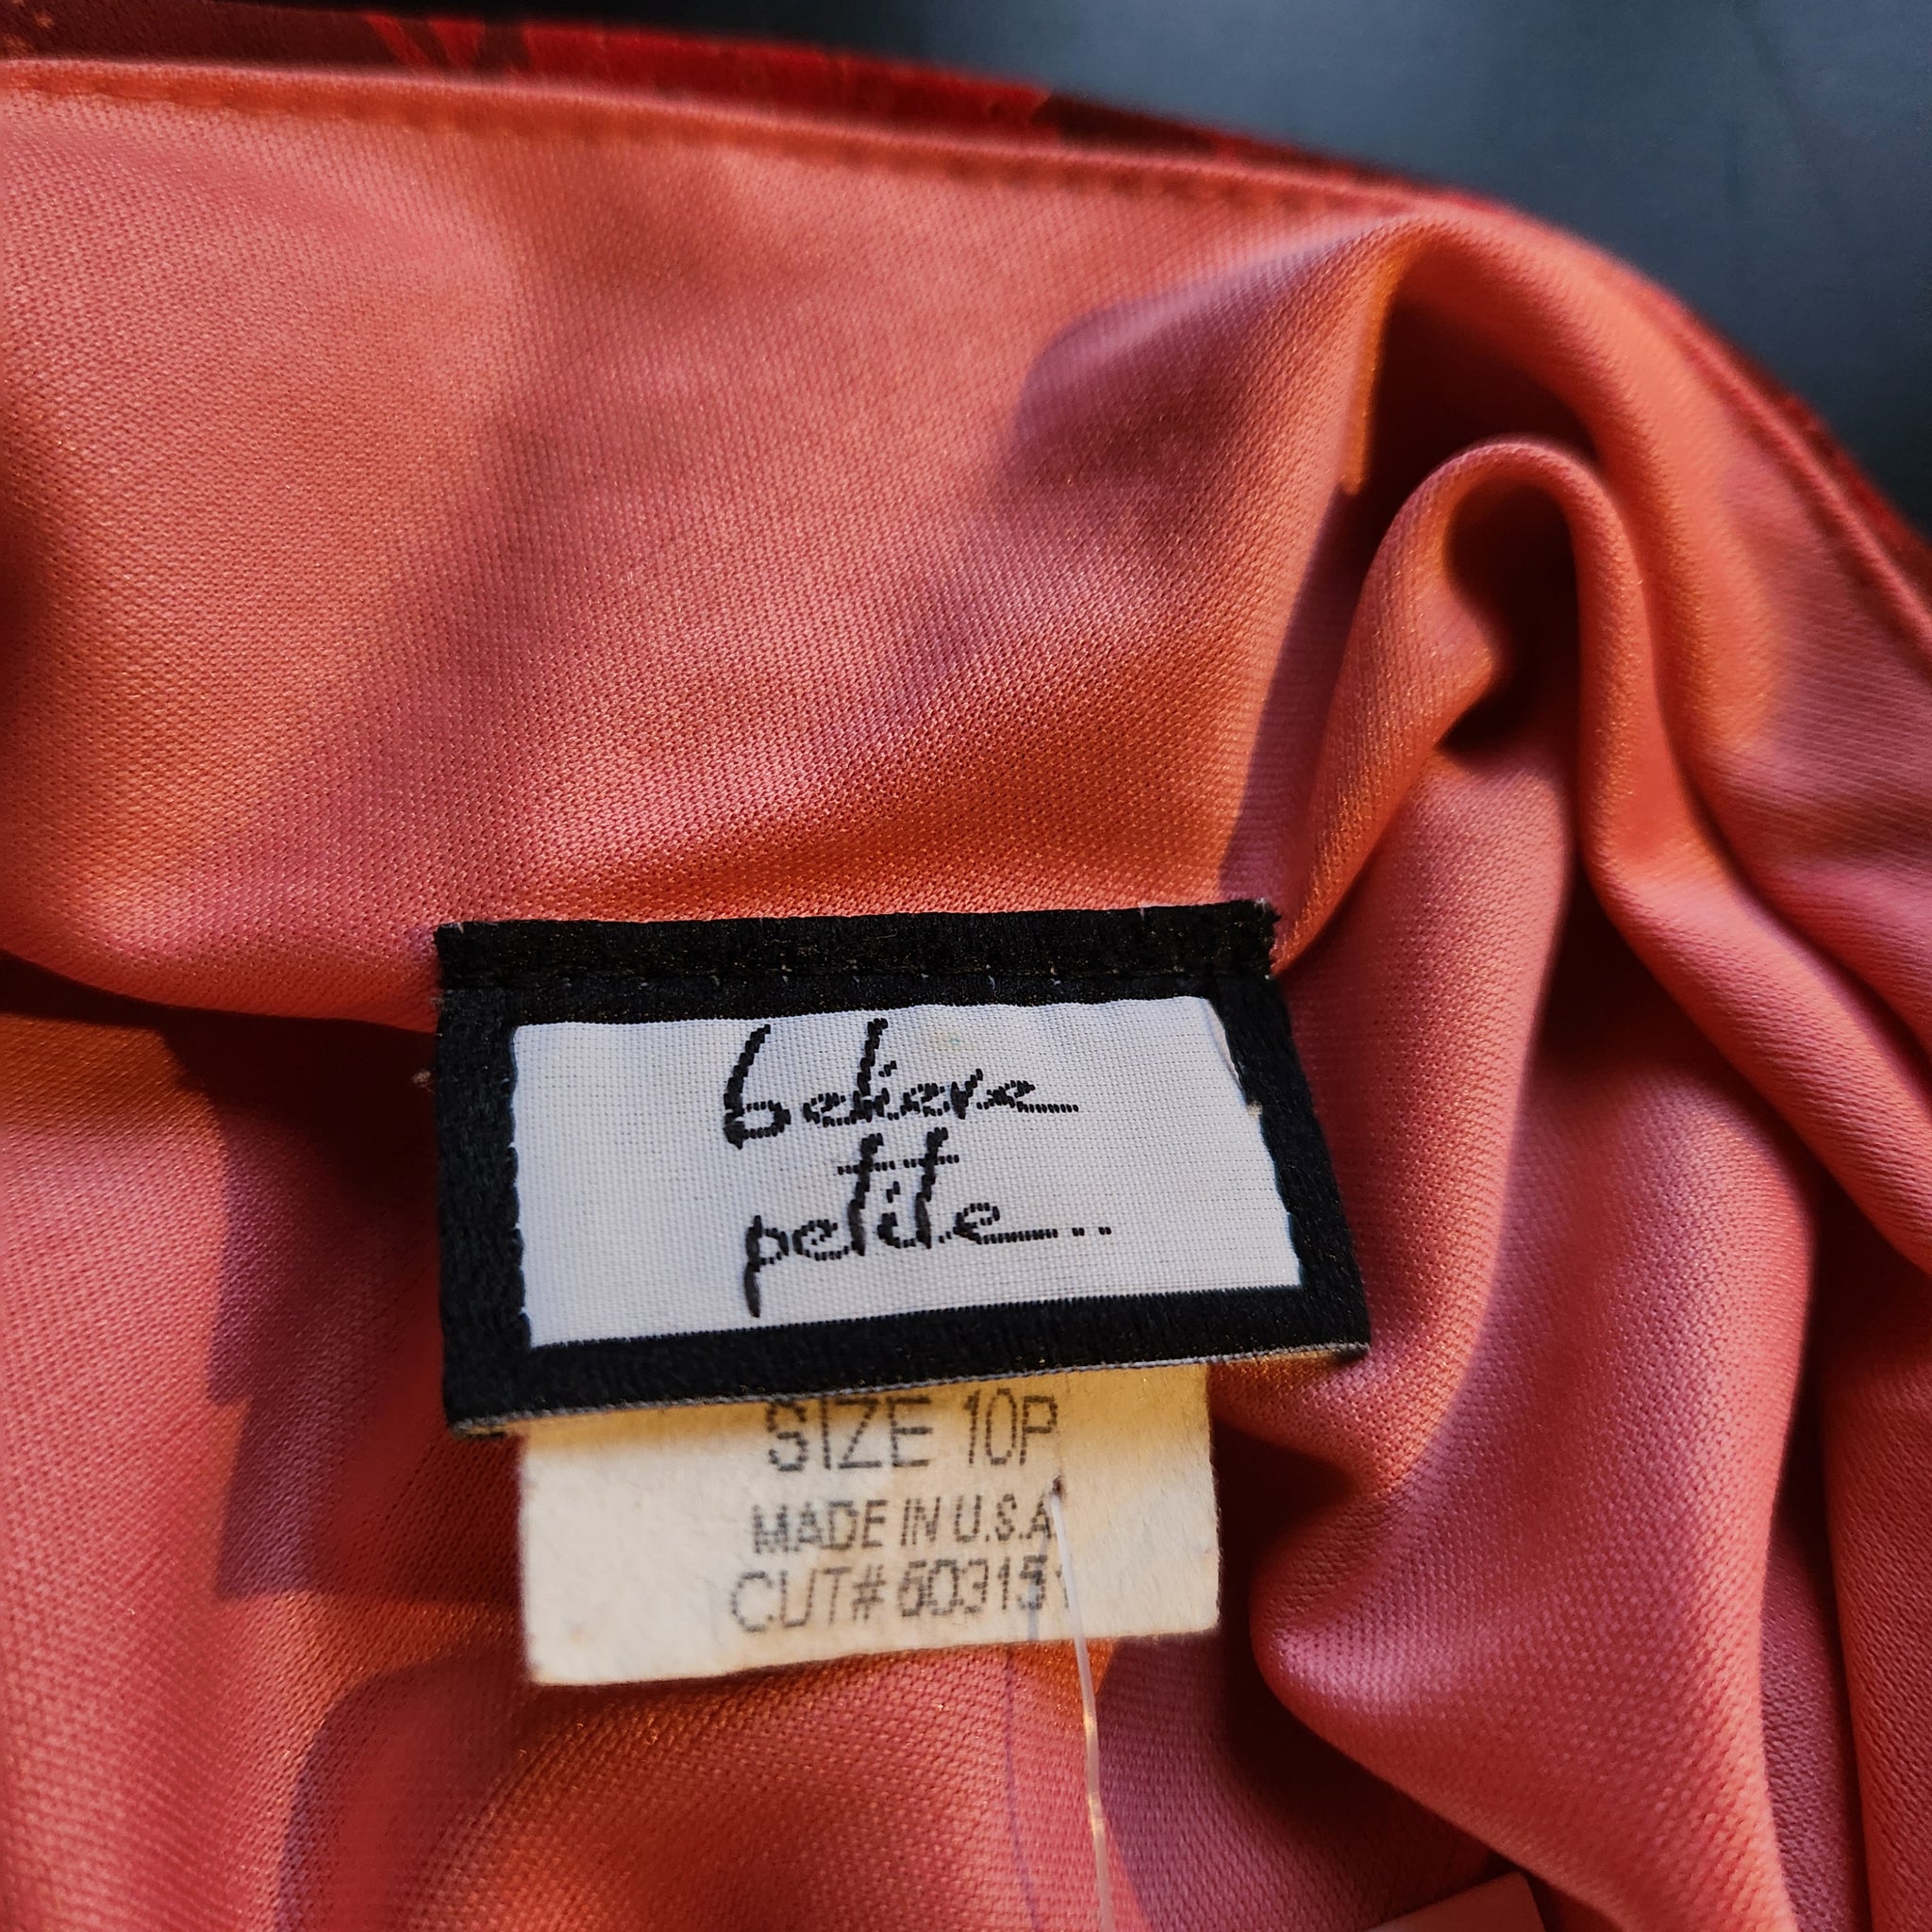 believe
petite...
SIZE 10P
MADE IN U.S.A